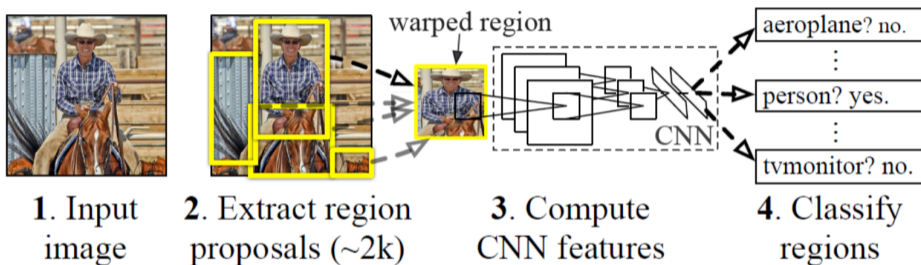 warped region
aeroplane? no.
⋮
person? yes.
⋮
tvmonitor? no.
CNN
1. Input
image
2. Extract region
proposals (~2k)
3. Compute
CNN features
4. Classify
regions